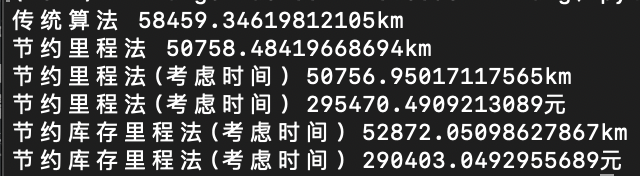 传统算法 58459.34619812105km
节约里程法 50758.48419668694km
节约里程法(考虑时间) 50756.95017117565km
节约里程法(考虑时间) 295470.4909213089元
节约库存里程法(考虑时间) 52872.05098627867km
节约库存里程法(考虑时间) 290403.0492955689元